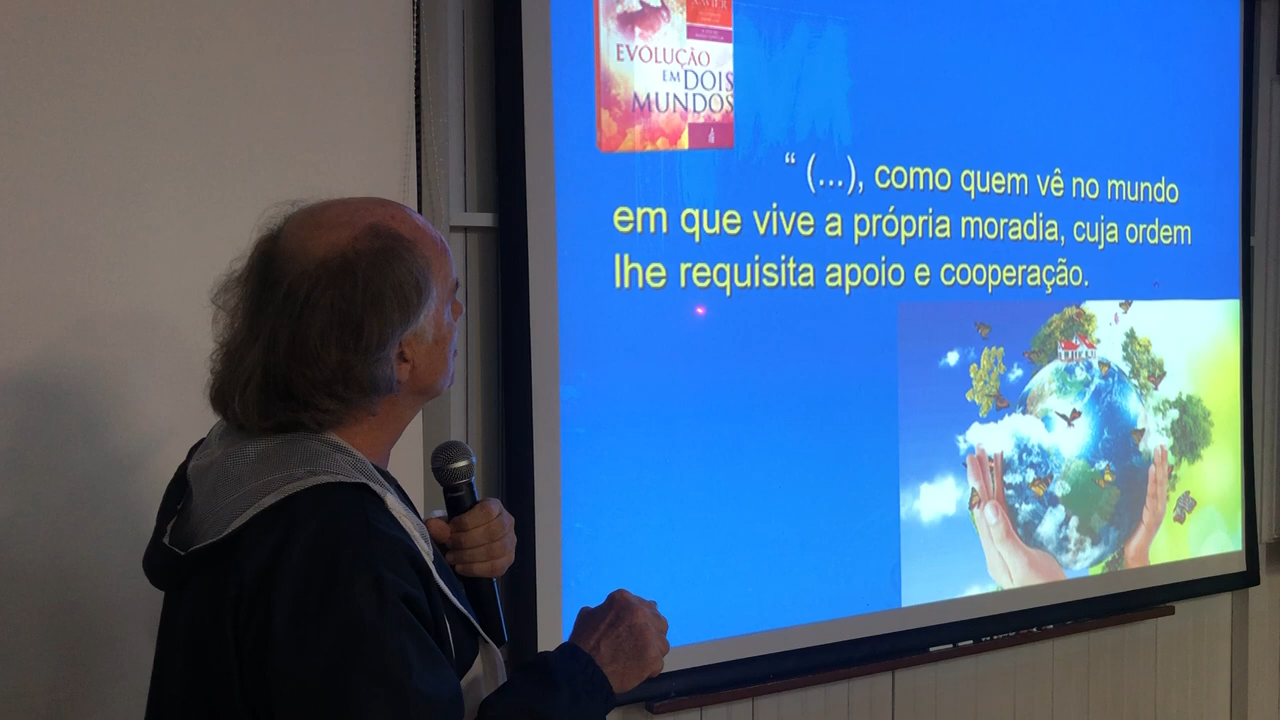 XAVIER
EVOLUÇÃO
EM DOIS
MUNDOS
“ (...), como quem vê no mundo
em que vive a própria moradia, cuja ordem
lhe requisita apoio e cooperação.